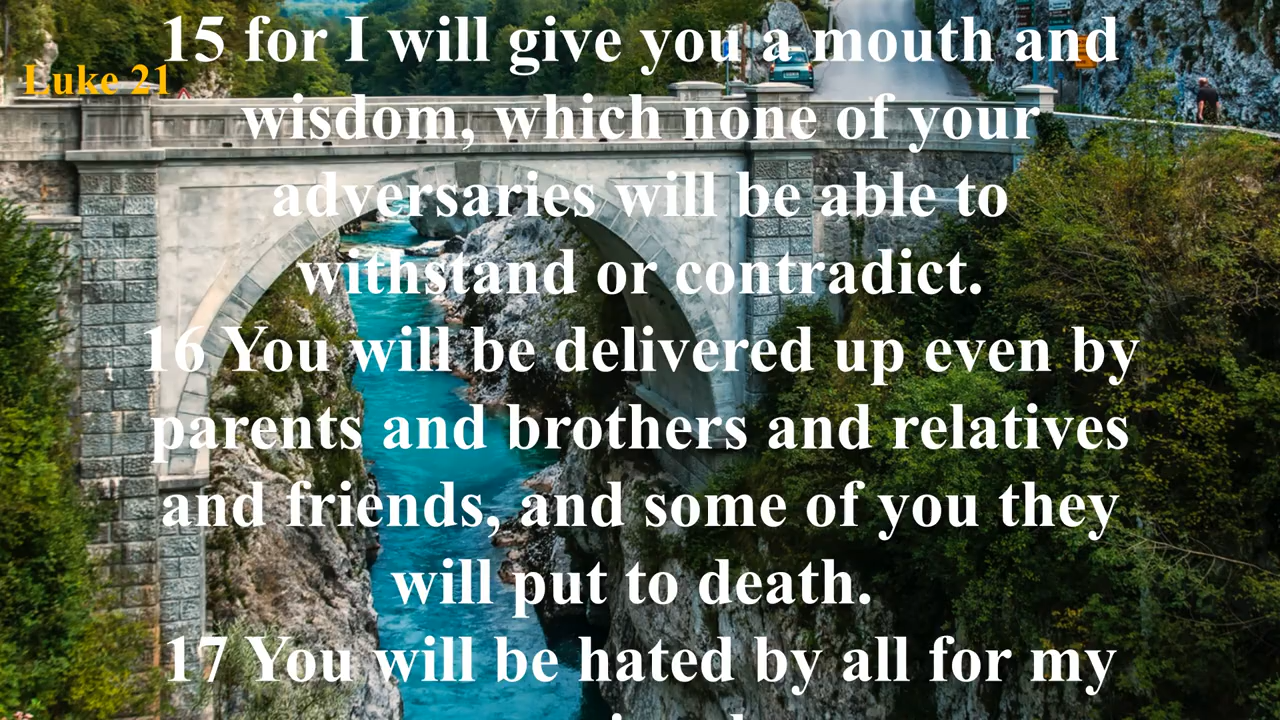 15 for I will give you a mouth and
Luke 21
wisdom, which none of your
adversaries will be able to
withstand or contradict.
16 You will be delivered up even by
parents and brothers and relatives
and friends, and some of you they
will put to death.
17 You will be hated by all for my